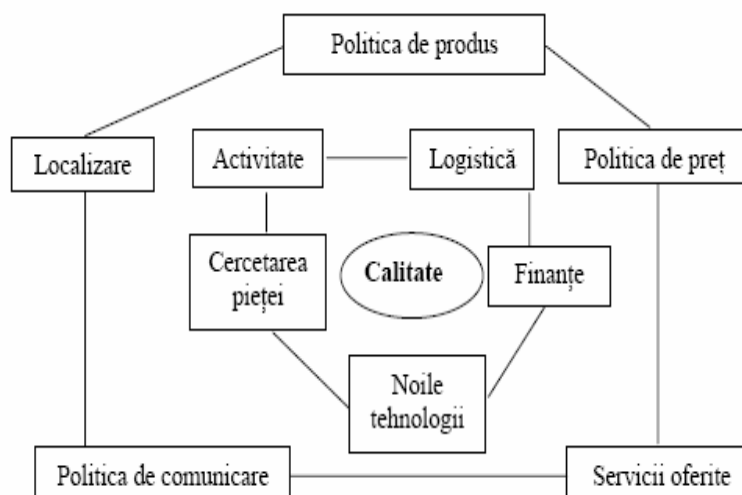 Politica de produs
Localizare
Activitate
Logistică
Politica de preț
Cercetarea
pieței
Calitate
Finanțe
Noile
tehnologii
Politica de comunicare
Servicii oferite